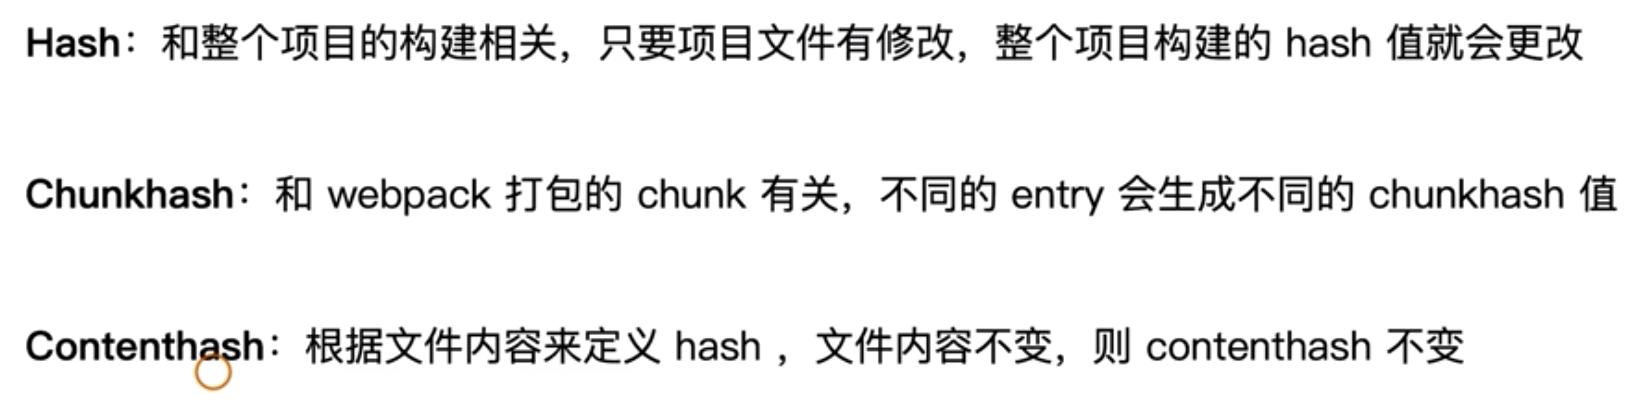 Hash：和整个项目的构建相关，只要项目文件有修改，整个项目构建的 hash 值就会更改
Chunkhash：和 webpack 打包的 chunk 有关，不同的 entry 会生成不同的 chunkhash 值
Contenthash：根据文件内容来定义 hash ，文件内容不变，则 contenthash 不变